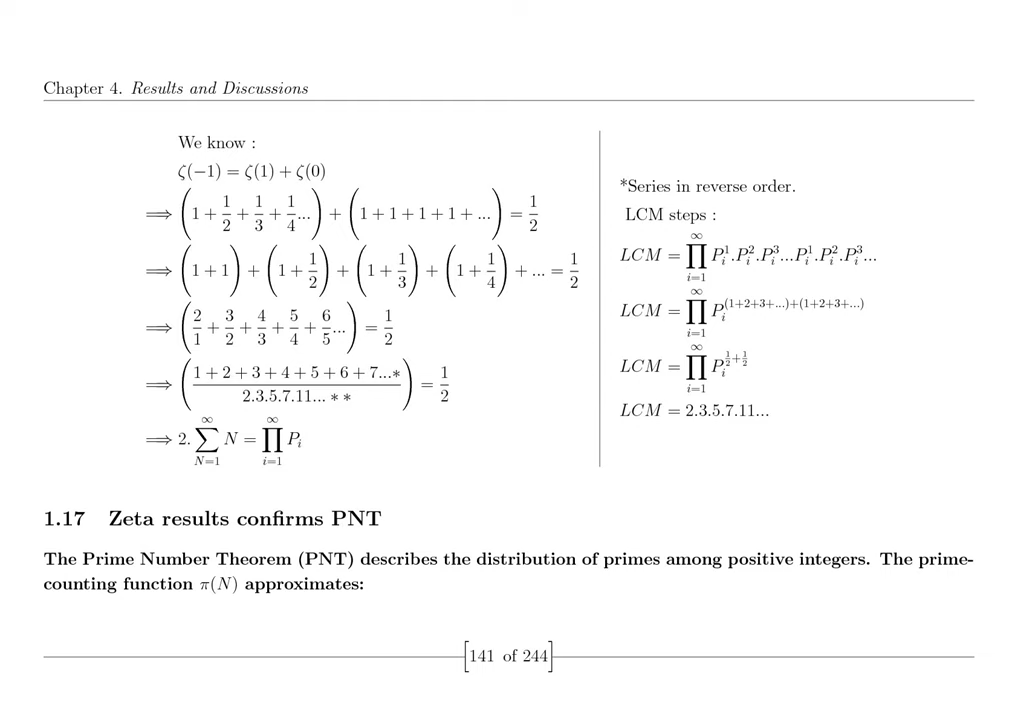 Chapter 4. Results and Discussions
We know :
ζ(−1) = ζ(1) + ζ(0)
⟹ (1 + 1/2 + 1/3 + 1/4...) + (1 + 1 + 1 + 1 + ...) = 1/2
⟹ (1 + 1) + (1 + 1/2) + (1 + 1/3) + (1 + 1/4) + ... = 1/2
⟹ (2/1 + 3/2 + 4/3 + 5/4 + 6/5...) = 1/2
⟹ ((1 + 2 + 3 + 4 + 5 + 6 + 7...∗)/(2.3.5.7.11... ∗ ∗)) = 1/2
⟹ 2.∑_{N=1}^{∞} N = ∏_{i=1}^{∞} P_i
*Series in reverse order.
LCM steps :
LCM = ∏_{i=1}^{∞} P_i^1.P_i^2.P_i^3...P_i^1.P_i^2.P_i^3...
LCM = ∏_{i=1}^{∞} P_i^{(1+2+3+...)+(1+2+3+...)}
LCM = ∏_{i=1}^{∞} P_i^{1/2+1/2}
LCM = 2.3.5.7.11...
1.17 Zeta results confirms PNT
The Prime Number Theorem (PNT) describes the distribution of primes among positive integers. The prime-
counting function π(N) approximates:
[141 of 244]